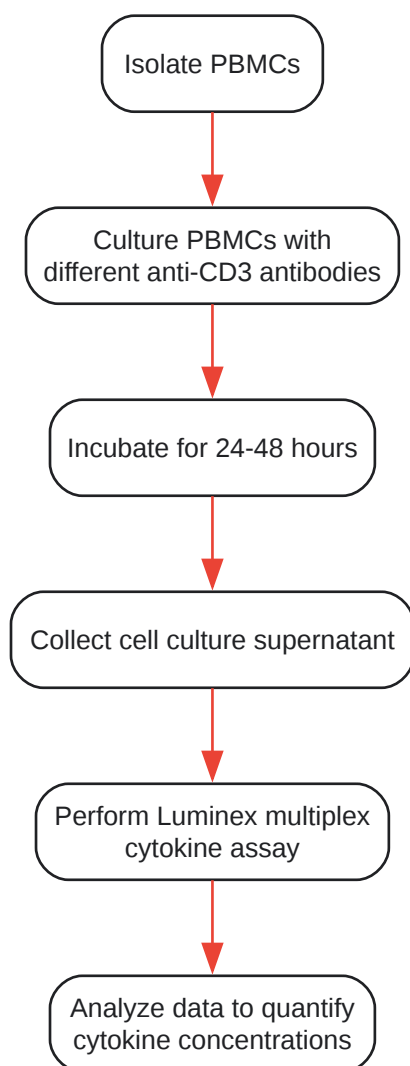 Isolate PBMCs
Culture PBMCs with
different anti-CD3 antibodies
Incubate for 24-48 hours
Collect cell culture supernatant
Perform Luminex multiplex
cytokine assay
Analyze data to quantify
cytokine concentrations